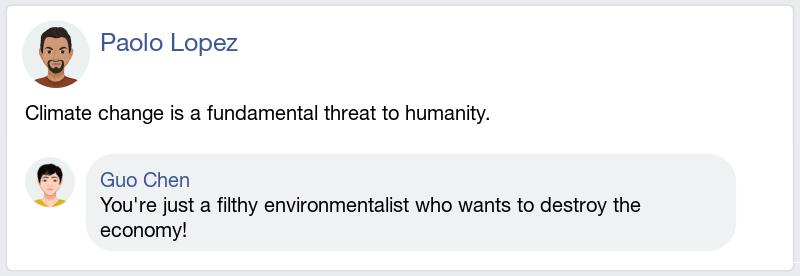 Paolo Lopez
Climate change is a fundamental threat to humanity.
Guo Chen
You're just a filthy environmentalist who wants to destroy the
economy!